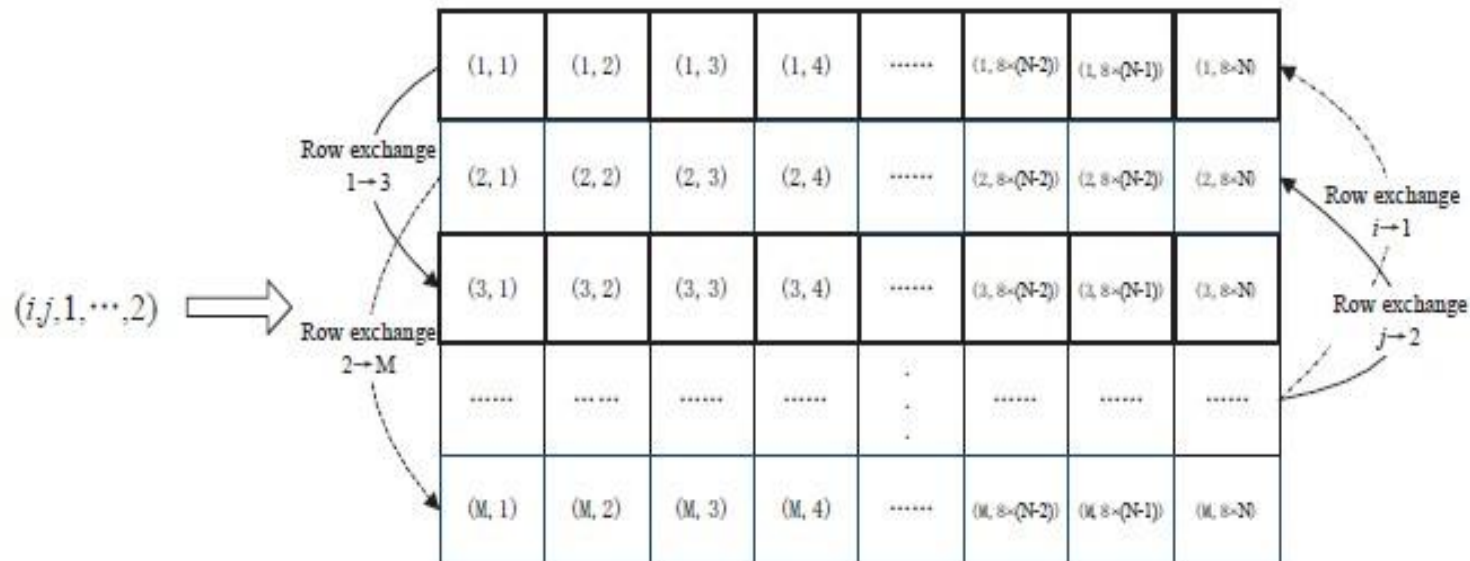 (1, 1) (1, 2) (1, 3) (1, 4) …… (1, 8×(N-2)) (1, 8×(N-1)) (1, 8×N)
Row exchange
1→3
(2, 1) (2, 2) (2, 3) (2, 4) …… (2, 8×(N-2)) (2, 8×(N-2)) (2, 8×N)
Row exchange
i→1
(i,j,1,⋯,2)
(3, 1) (3, 2) (3, 3) (3, 4) …… (3, 8×(N-2)) (3, 8×(N-1)) (3, 8×N)
Row exchange
j→2
Row exchange
2→M
…… …… …… …… . . . …… …… ……
(M, 1) (M, 2) (M, 3) (M, 4) …… (M, 8×(N-2)) (M, 8×(N-1)) (M, 8×N)